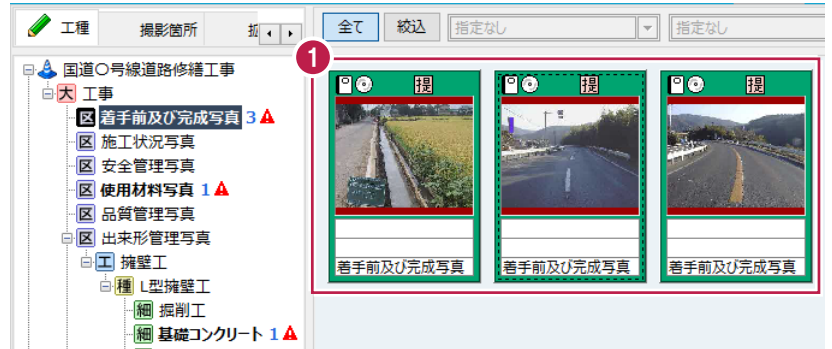 工種
撮影箇所
全て
絞込
指定なし
指定なし
1
国道〇号線道路修繕工事
大 工事
区 着手前及び完成写真 3
区 施工状況写真
区 安全管理写真
区 使用材料写真 1
区 品質管理写真
区 出来形管理写真
工 擁壁工
種 L型擁壁工
細 掘削工
細 基礎コンクリート 1
提
提
提
着手前及び完成写真
着手前及び完成写真
着手前及び完成写真